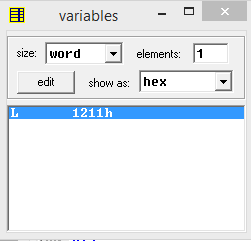 variables
size: word elements: 1
edit show as: hex
L 1211h